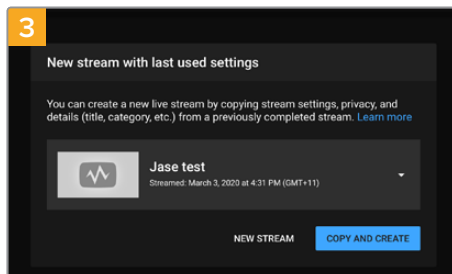 3
New stream with last used settings
You can create a new live stream by copying stream settings, privacy, and
details (title, category, etc.) from a previously completed stream. Learn more
Jase test
Streamed: March 3, 2020 at 4:31 PM (GMT+11)
NEW STREAM COPY AND CREATE